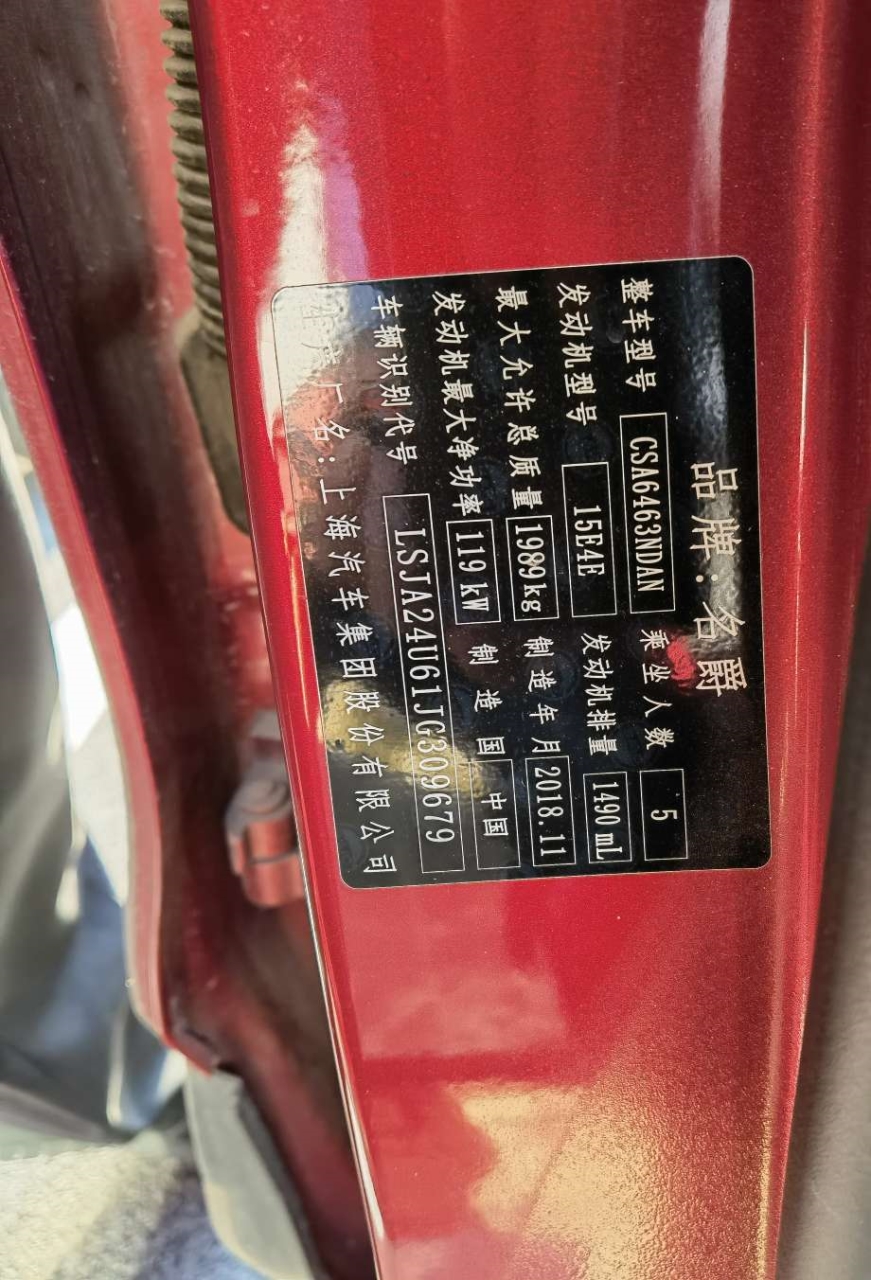 品牌:名爵
整车型号 CSA6463NDAN 乘坐人数 5
发动机型号 15E4E 发动机排量 1490 mL
最大允许总质量 1989kg 制造年月 2018.11
发动机最大净功率 119 kW 制造国 中国
车辆识别代号 LSJA24U61JG309679
生产厂名:上海汽车集团股份有限公司